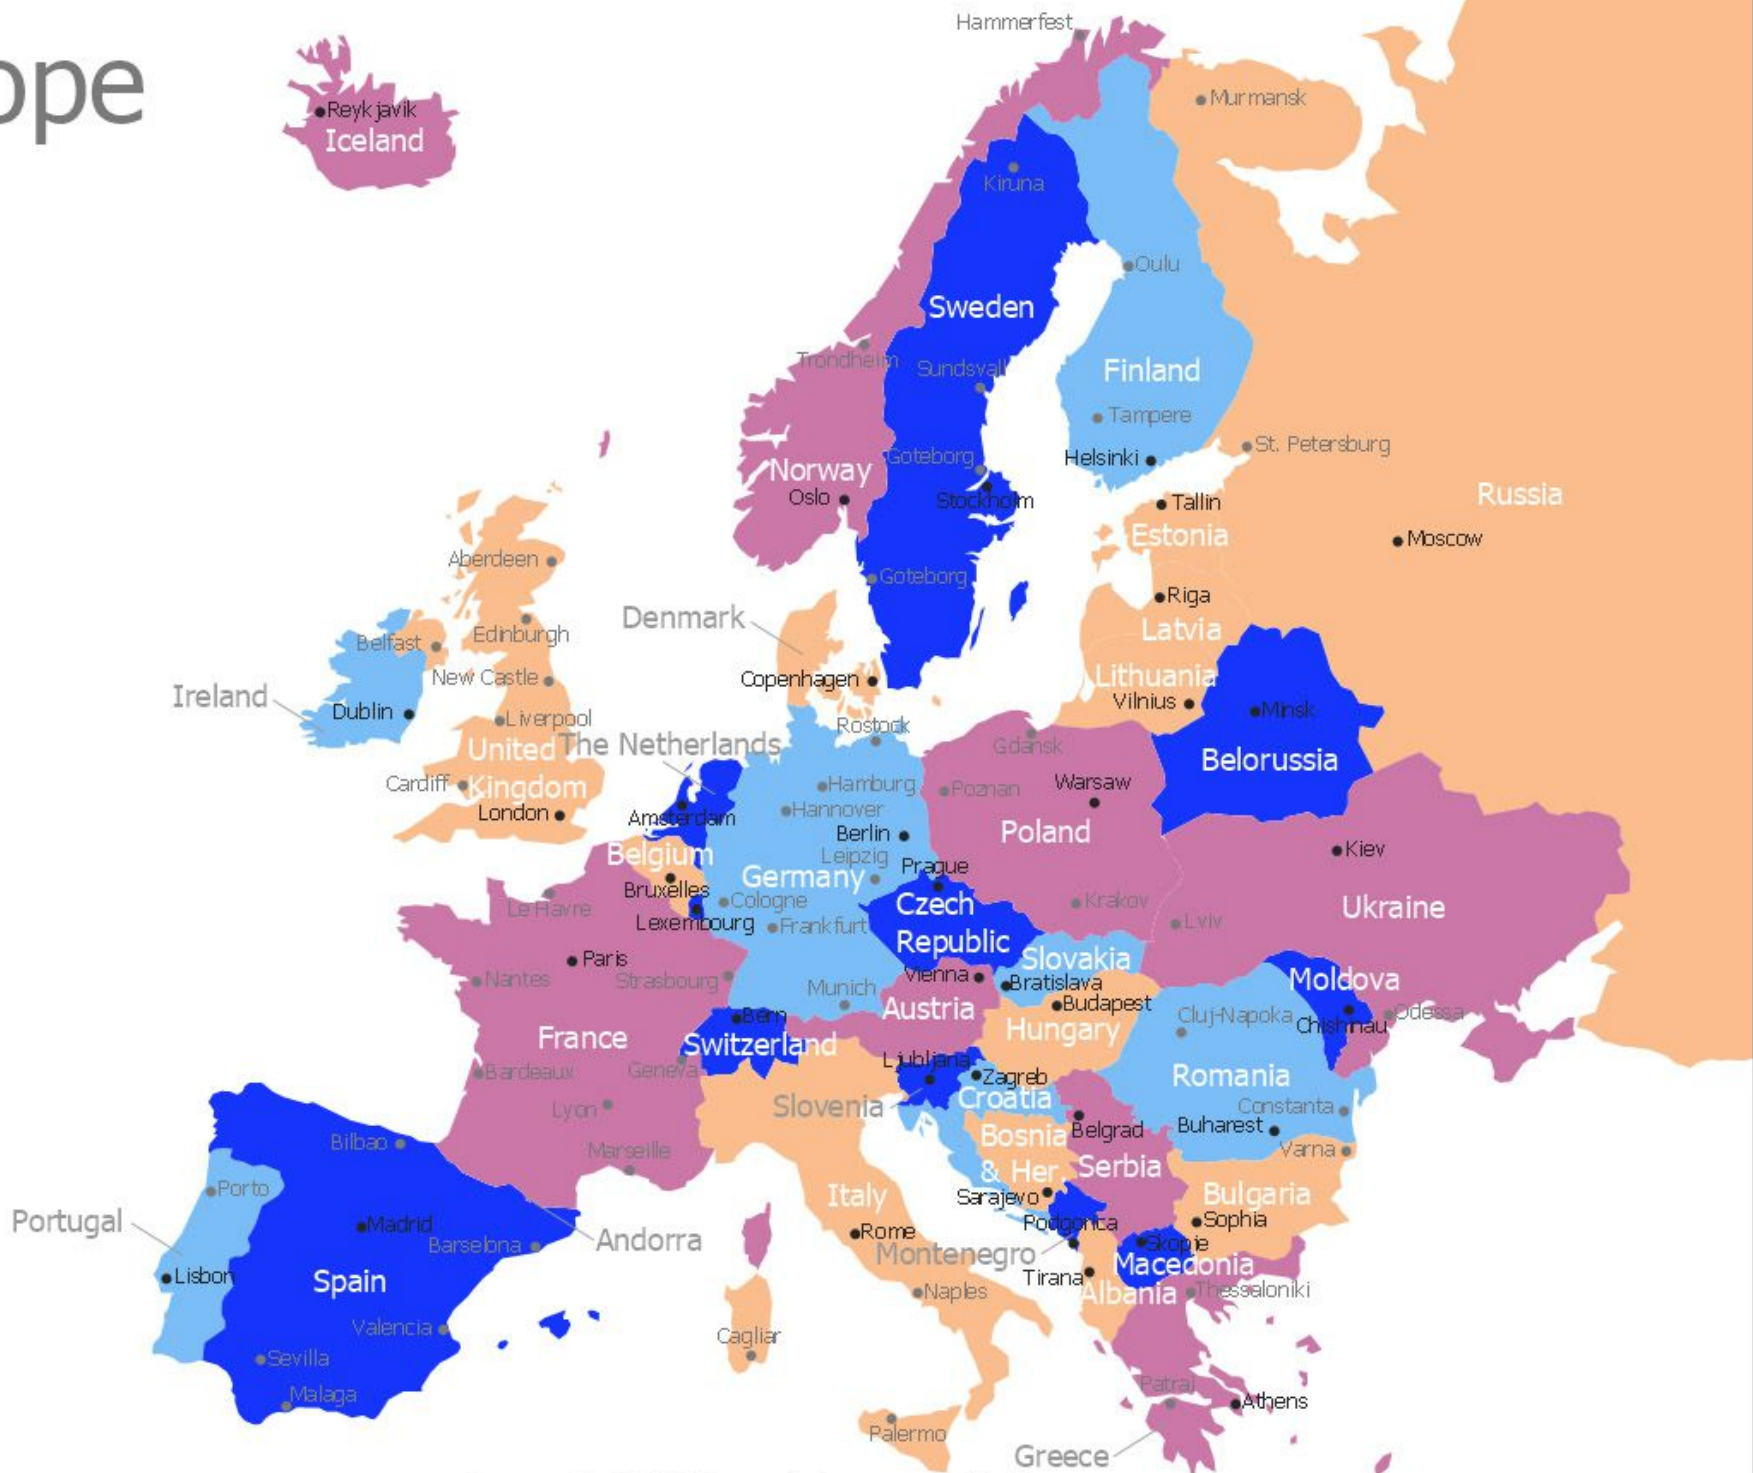 ope
Hammerfest
Reykjavik
Iceland
Murmansk
Kiruna
Oulu
Sweden
Trondheim
Sundsvall
Finland
Tampere
Helsinki
St. Petersburg
Norway
Goteborg
Oslo
Stockholm
Tallin
Russia
Estonia
Moscow
Aberdeen
Goteborg
Riga
Denmark
Latvia
Belfast
Edinburgh
New Castle
Copenhagen
Lithuania
Vilnius
Ireland
Dublin
Liverpool
Minsk
Rostock
United
Kingdom
The Netherlands
Gdansk
Belorussia
Cardiff
Hamburg
Poznan
Warsaw
London
Hannover
Amsterdam
Berlin
Poland
Belgium
Leipzig
Prague
Kiev
Germany
Bruxelles
Cologne
Czech
Republic
Krakov
Ukraine
Le Havre
Lexembourg
Frankfurt
Lviv
Paris
Slovakia
Nantes
Strasbourg
Vienna
Bratislava
Moldova
Munich
Austria
Budapest
Bern
Hungary
Cluj-Napoka
Chishinau
Odessa
France
Switzerland
Ljubljana
Bardeaux
Geneva
Zagreb
Romania
Lyon
Slovenia
Croatia
Constanta
Bilbao
Bosnia
& Her.
Belgrad
Buharest
Marseille
Varna
Serbia
Porto
Italy
Sarajevo
Bulgaria
Portugal
Madrid
Podgorica
Sophia
Barselona
Andorra
Rome
Montenegro
Skopje
Lisbon
Spain
Tirana
Macedonia
Naples
Albania
Thessaloniki
Valencia
Cagliar
Sevilla
Malaga
Patraj
Athens
Palermo
Greece